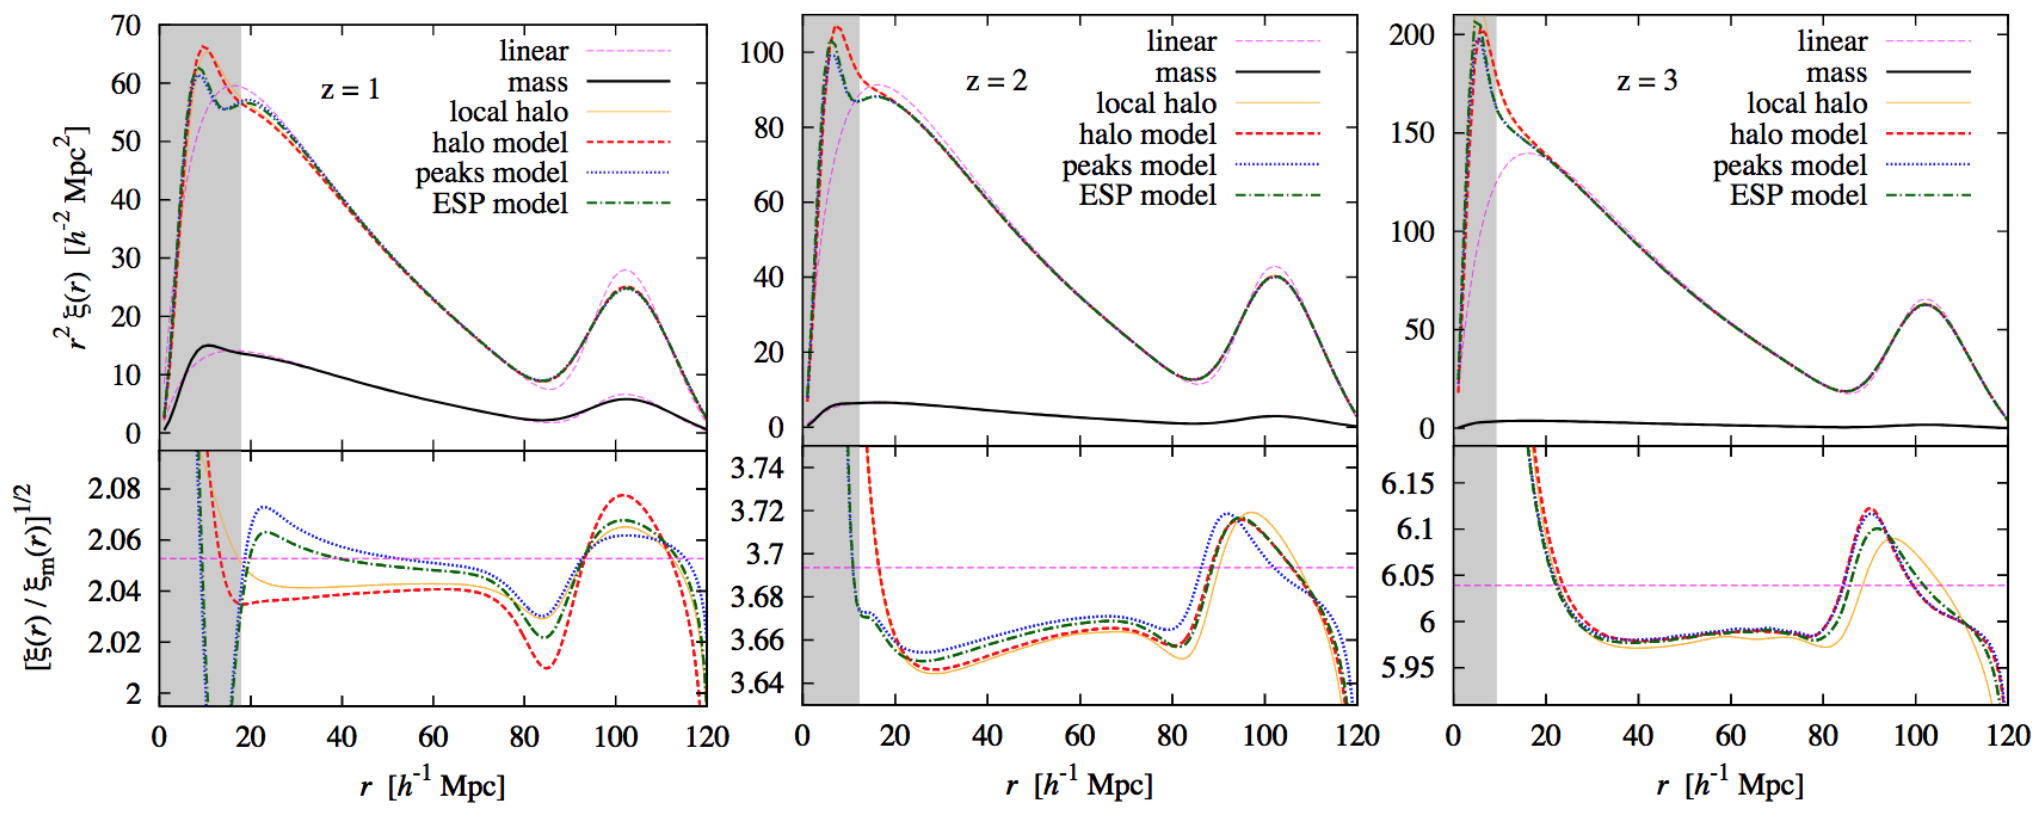 70
60
50
40
30
20
10
0
r² ξ(r) [h⁻² Mpc²]
z = 1
linear
mass
local halo
halo model
peaks model
ESP model
100
80
60
40
20
0
z = 2
linear
mass
local halo
halo model
peaks model
ESP model
200
150
100
50
0
z = 3
linear
mass
local halo
halo model
peaks model
ESP model
2.08
2.06
2.04
2.02
2
[ξ(r) / ξm(r)]^1/2
3.74
3.72
3.7
3.68
3.66
3.64
6.15
6.1
6.05
6
5.95
0 20 40 60 80 100 120
0 20 40 60 80 100 120
0 20 40 60 80 100 120
r [h⁻¹ Mpc]
r [h⁻¹ Mpc]
r [h⁻¹ Mpc]